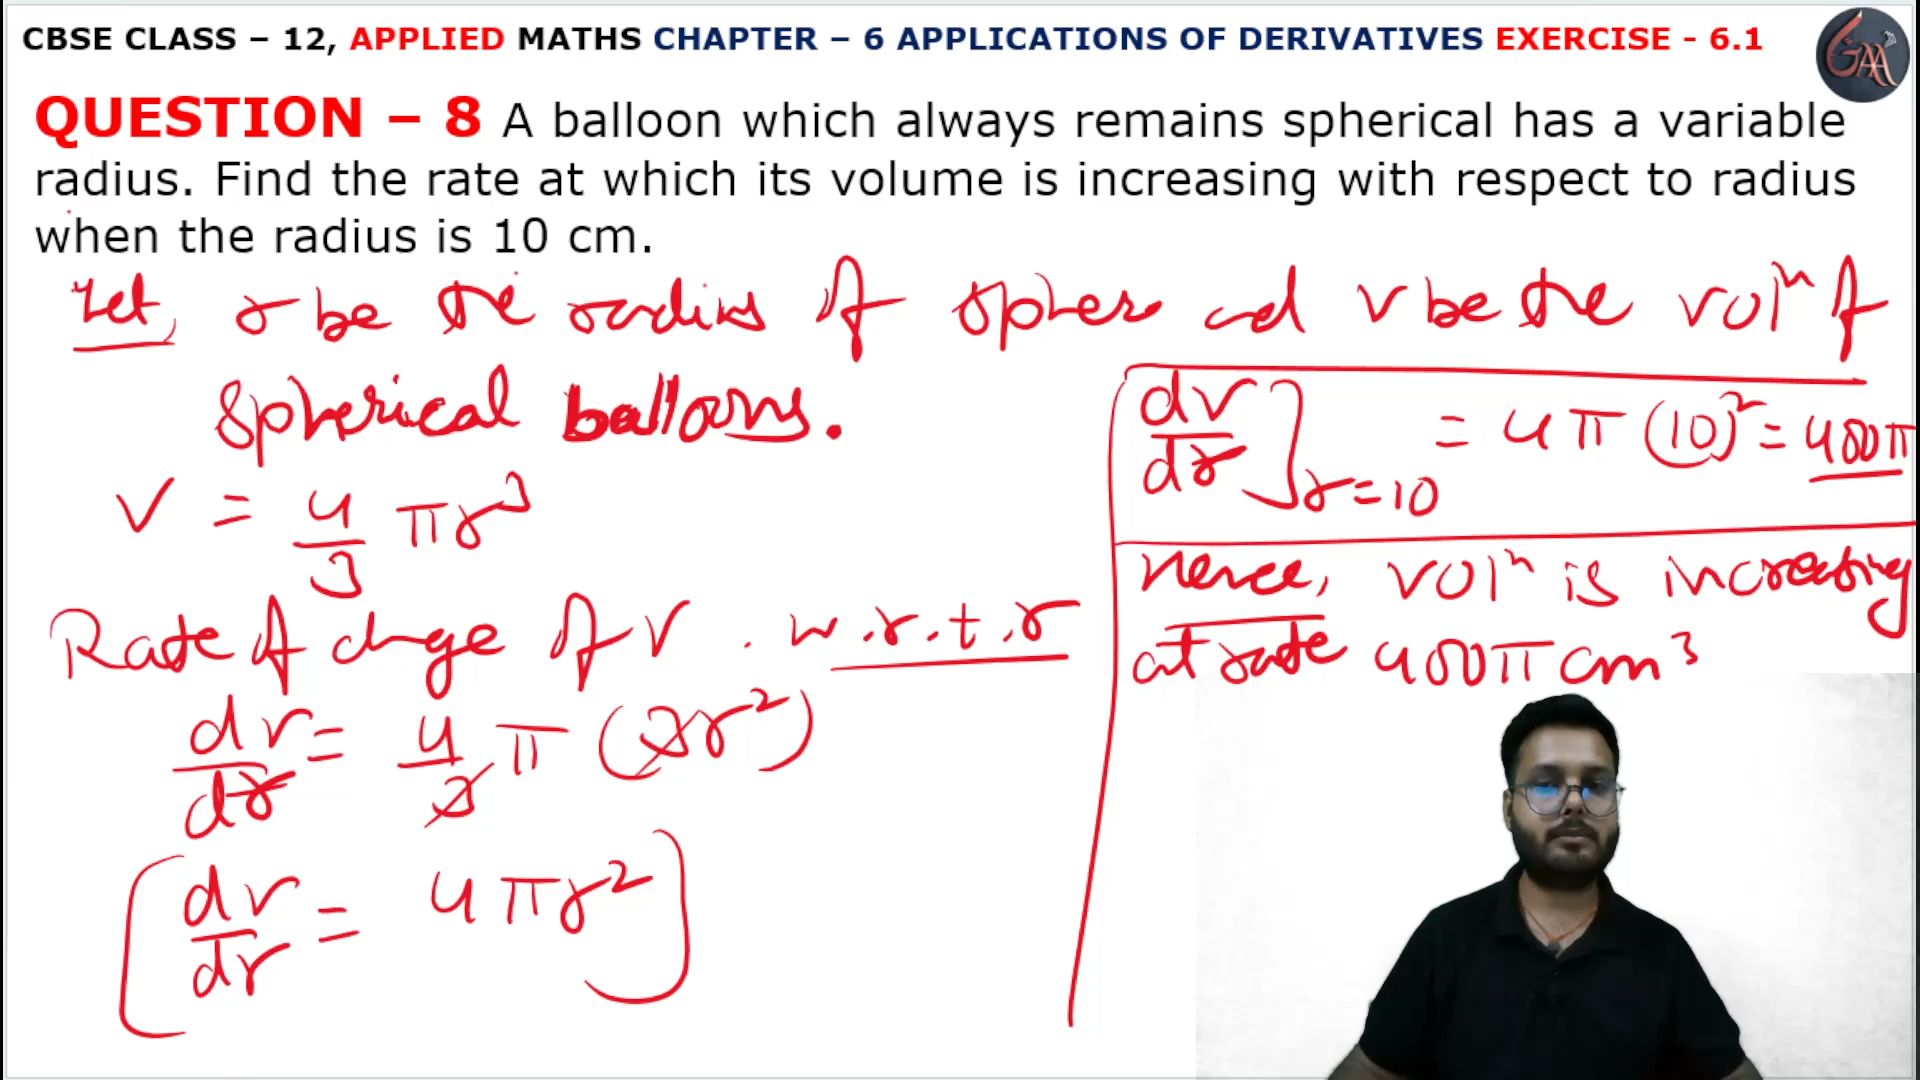 CBSE CLASS – 12, APPLIED MATHS CHAPTER – 6 APPLICATIONS OF DERIVATIVES EXERCISE - 6.1
QUESTION – 8 A balloon which always remains spherical has a variable
radius. Find the rate at which its volume is increasing with respect to radius
when the radius is 10 cm.
Let, r be the radius of sphere and V be the volⁿ of
spherical balloons.
V = 4/3 πr³
Rate of change of V . w.r.t.r
dv/dr = 4/3 π (3r²)
[dv/dr = 4πr²]
dv/dr]r=10 = 4π(10)² = 400π
Hence, volⁿ is increasing
at rate 400π cm³